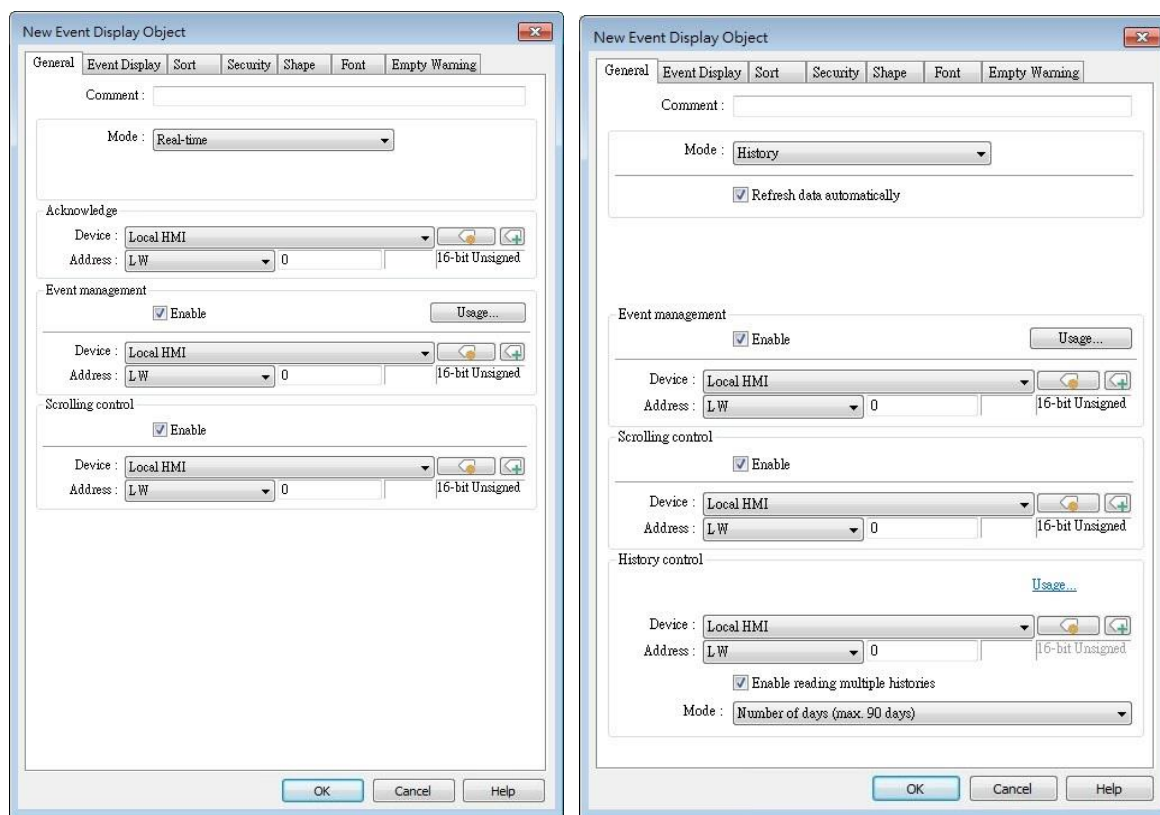 New Event Display Object
General Event Display Sort Security Shape Font Empty Warning
Comment :
Mode : Real-time
Acknowledge
Device : Local HMI
Address : LW 0 16-bit Unsigned
Event management
Enable Usage...
Device : Local HMI
Address : LW 0 16-bit Unsigned
Scrolling control
Enable
Device : Local HMI
Address : LW 0 16-bit Unsigned
OK Cancel Help
New Event Display Object
General Event Display Sort Security Shape Font Empty Warning
Comment :
Mode : History
Refresh data automatically
Event management
Enable Usage...
Device : Local HMI
Address : LW 0 16-bit Unsigned
Scrolling control
Enable
Device : Local HMI
Address : LW 0 16-bit Unsigned
History control
Usage...
Device : Local HMI
Address : LW 0 16-bit Unsigned
Enable reading multiple histories
Mode : Number of days (max. 90 days)
OK Cancel Help